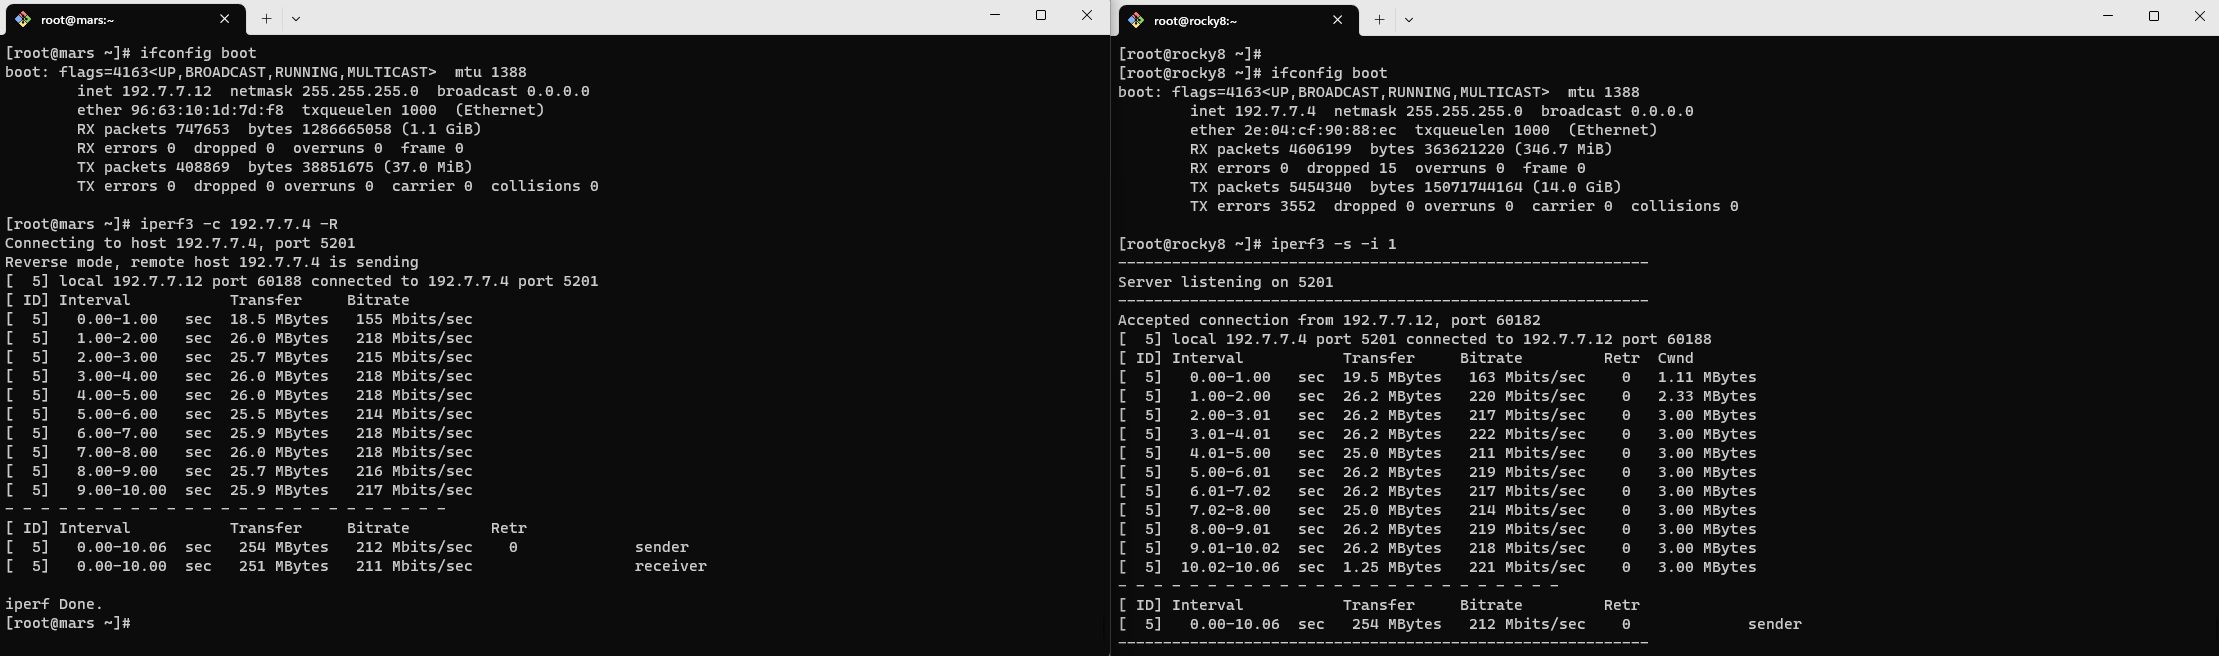 root@mars:~
[root@mars ~]# ifconfig boot
boot: flags=4163<UP,BROADCAST,RUNNING,MULTICAST>  mtu 1388
        inet 192.7.7.12  netmask 255.255.255.0  broadcast 0.0.0.0
        ether 96:63:10:1d:7d:f8  txqueuelen 1000  (Ethernet)
        RX packets 747653  bytes 1286665058 (1.1 GiB)
        RX errors 0  dropped 0  overruns 0  frame 0
        TX packets 408869  bytes 38851675 (37.0 MiB)
        TX errors 0  dropped 0 overruns 0  carrier 0  collisions 0
[root@mars ~]# iperf3 -c 192.7.7.4 -R
Connecting to host 192.7.7.4, port 5201
Reverse mode, remote host 192.7.7.4 is sending
[  5] local 192.7.7.12 port 60188 connected to 192.7.7.4 port 5201
[ ID] Interval           Transfer     Bitrate
[  5]   0.00-1.00   sec  18.5 MBytes   155 Mbits/sec
[  5]   1.00-2.00   sec  26.0 MBytes   218 Mbits/sec
[  5]   2.00-3.00   sec  25.7 MBytes   215 Mbits/sec
[  5]   3.00-4.00   sec  26.0 MBytes   218 Mbits/sec
[  5]   4.00-5.00   sec  26.0 MBytes   218 Mbits/sec
[  5]   5.00-6.00   sec  25.5 MBytes   214 Mbits/sec
[  5]   6.00-7.00   sec  25.9 MBytes   218 Mbits/sec
[  5]   7.00-8.00   sec  26.0 MBytes   218 Mbits/sec
[  5]   8.00-9.00   sec  25.7 MBytes   216 Mbits/sec
[  5]   9.00-10.00  sec  25.9 MBytes   217 Mbits/sec
- - - - - - - - - - - - - - - - - - - - - - - - -
[ ID] Interval           Transfer     Bitrate         Retr
[  5]   0.00-10.06  sec   254 MBytes   212 Mbits/sec    0             sender
[  5]   0.00-10.00  sec   251 MBytes   211 Mbits/sec                  receiver
iperf Done.
[root@mars ~]#
root@rocky8:~
[root@rocky8 ~]#
[root@rocky8 ~]# ifconfig boot
boot: flags=4163<UP,BROADCAST,RUNNING,MULTICAST>  mtu 1388
        inet 192.7.7.4  netmask 255.255.255.0  broadcast 0.0.0.0
        ether 2e:04:cf:90:88:ec  txqueuelen 1000  (Ethernet)
        RX packets 4606199  bytes 363621220 (346.7 MiB)
        RX errors 0  dropped 15  overruns 0  frame 0
        TX packets 5454340  bytes 15071744164 (14.0 GiB)
        TX errors 3552  dropped 0 overruns 0  carrier 0  collisions 0
[root@rocky8 ~]# iperf3 -s -i 1
-----------------------------------------------------------
Server listening on 5201
-----------------------------------------------------------
Accepted connection from 192.7.7.12, port 60182
[  5] local 192.7.7.4 port 5201 connected to 192.7.7.12 port 60188
[ ID] Interval           Transfer     Bitrate         Retr  Cwnd
[  5]   0.00-1.00   sec  19.5 MBytes   163 Mbits/sec    0   1.11 MBytes
[  5]   1.00-2.00   sec  26.2 MBytes   220 Mbits/sec    0   2.33 MBytes
[  5]   2.00-3.01   sec  26.2 MBytes   217 Mbits/sec    0   3.00 MBytes
[  5]   3.01-4.01   sec  26.2 MBytes   222 Mbits/sec    0   3.00 MBytes
[  5]   4.01-5.00   sec  25.0 MBytes   211 Mbits/sec    0   3.00 MBytes
[  5]   5.00-6.01   sec  26.2 MBytes   219 Mbits/sec    0   3.00 MBytes
[  5]   6.01-7.02   sec  26.2 MBytes   217 Mbits/sec    0   3.00 MBytes
[  5]   7.02-8.00   sec  25.0 MBytes   214 Mbits/sec    0   3.00 MBytes
[  5]   8.00-9.01   sec  26.2 MBytes   219 Mbits/sec    0   3.00 MBytes
[  5]   9.01-10.02  sec  26.2 MBytes   218 Mbits/sec    0   3.00 MBytes
[  5]  10.02-10.06  sec  1.25 MBytes   221 Mbits/sec    0   3.00 MBytes
- - - - - - - - - - - - - - - - - - - - - - - - -
[ ID] Interval           Transfer     Bitrate         Retr
[  5]   0.00-10.06  sec   254 MBytes   212 Mbits/sec    0             sender
-----------------------------------------------------------